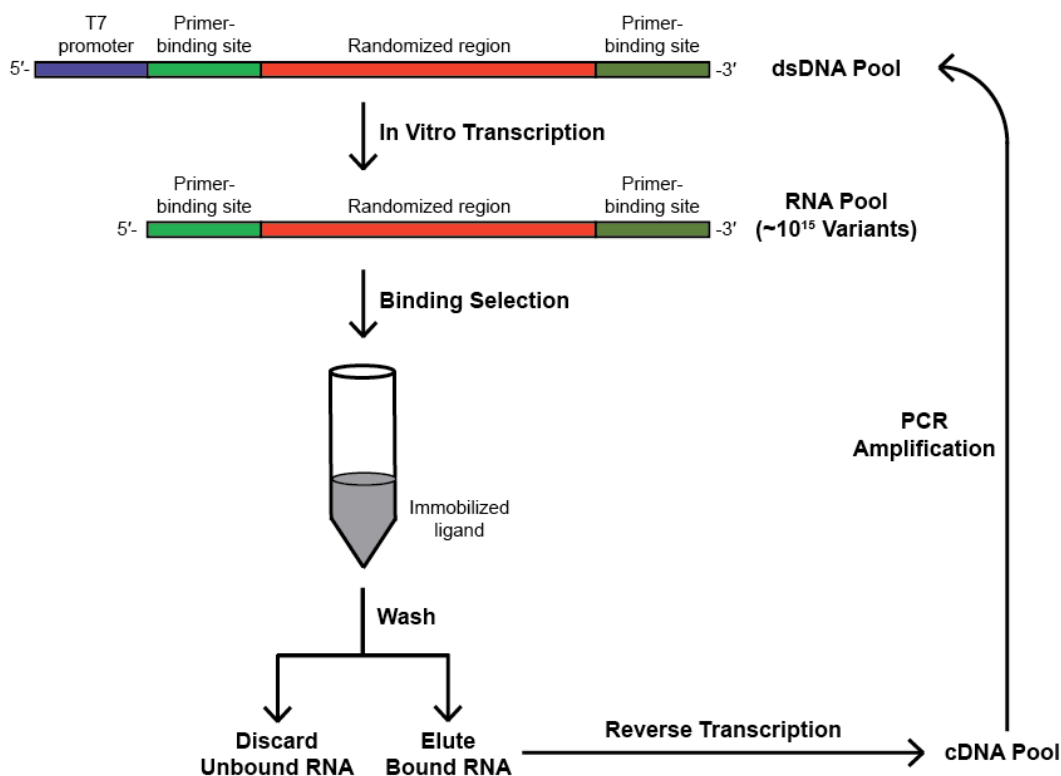 T7
promoter
Primer-
binding site
Randomized region
Primer-
binding site
5′-
-3′
dsDNA Pool
In Vitro Transcription
Primer-
binding site
Randomized region
Primer-
binding site
5′-
-3′
RNA Pool
(~10¹⁵ Variants)
Binding Selection
Immobilized
ligand
PCR
Amplification
Wash
Discard
Unbound RNA
Elute
Bound RNA
Reverse Transcription
cDNA Pool